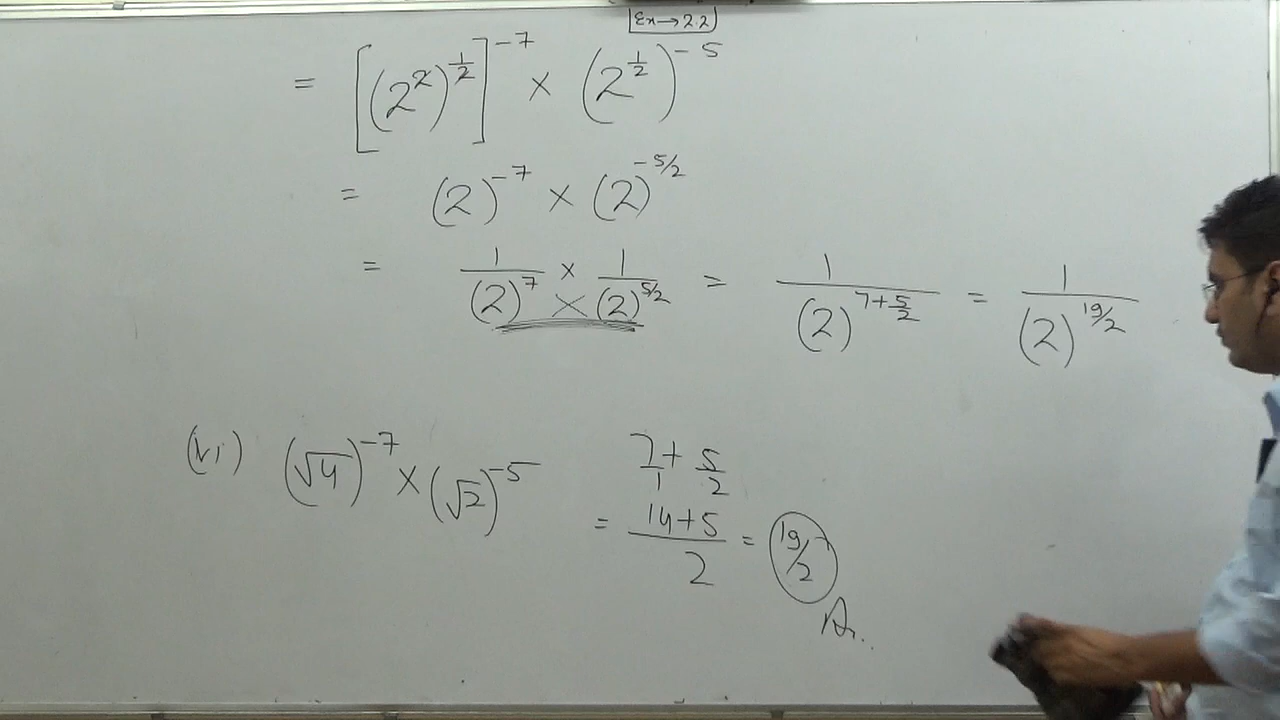 Ex→2.2
= [(2²)^{1/2}]^{-7} × (2^{1/2})^{-5}
= (2)^{-7} × (2)^{-5/2}
= 1/(2)^7 × 1/(2)^{5/2} = 1/(2)^{7+5/2} = 1/(2)^{19/2}
(vi) (√4)^{-7} × (√2)^{-5}
7/1 + 5/2
= (14+5)/2 = 19/2